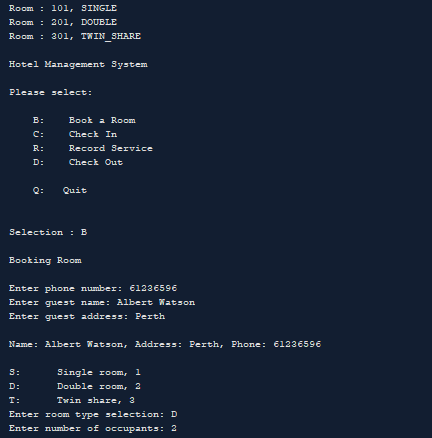 Room : 101, SINGLE
Room : 201, DOUBLE
Room : 301, TWIN_SHARE
Hotel Management System
Please select:
B: Book a Room
C: Check In
R: Record Service
D: Check Out
Q: Quit
Selection : B
Booking Room
Enter phone number: 61236596
Enter guest name: Albert Watson
Enter guest address: Perth
Name: Albert Watson, Address: Perth, Phone: 61236596
S: Single room, 1
D: Double room, 2
T: Twin share, 3
Enter room type selection: D
Enter number of occupants: 2